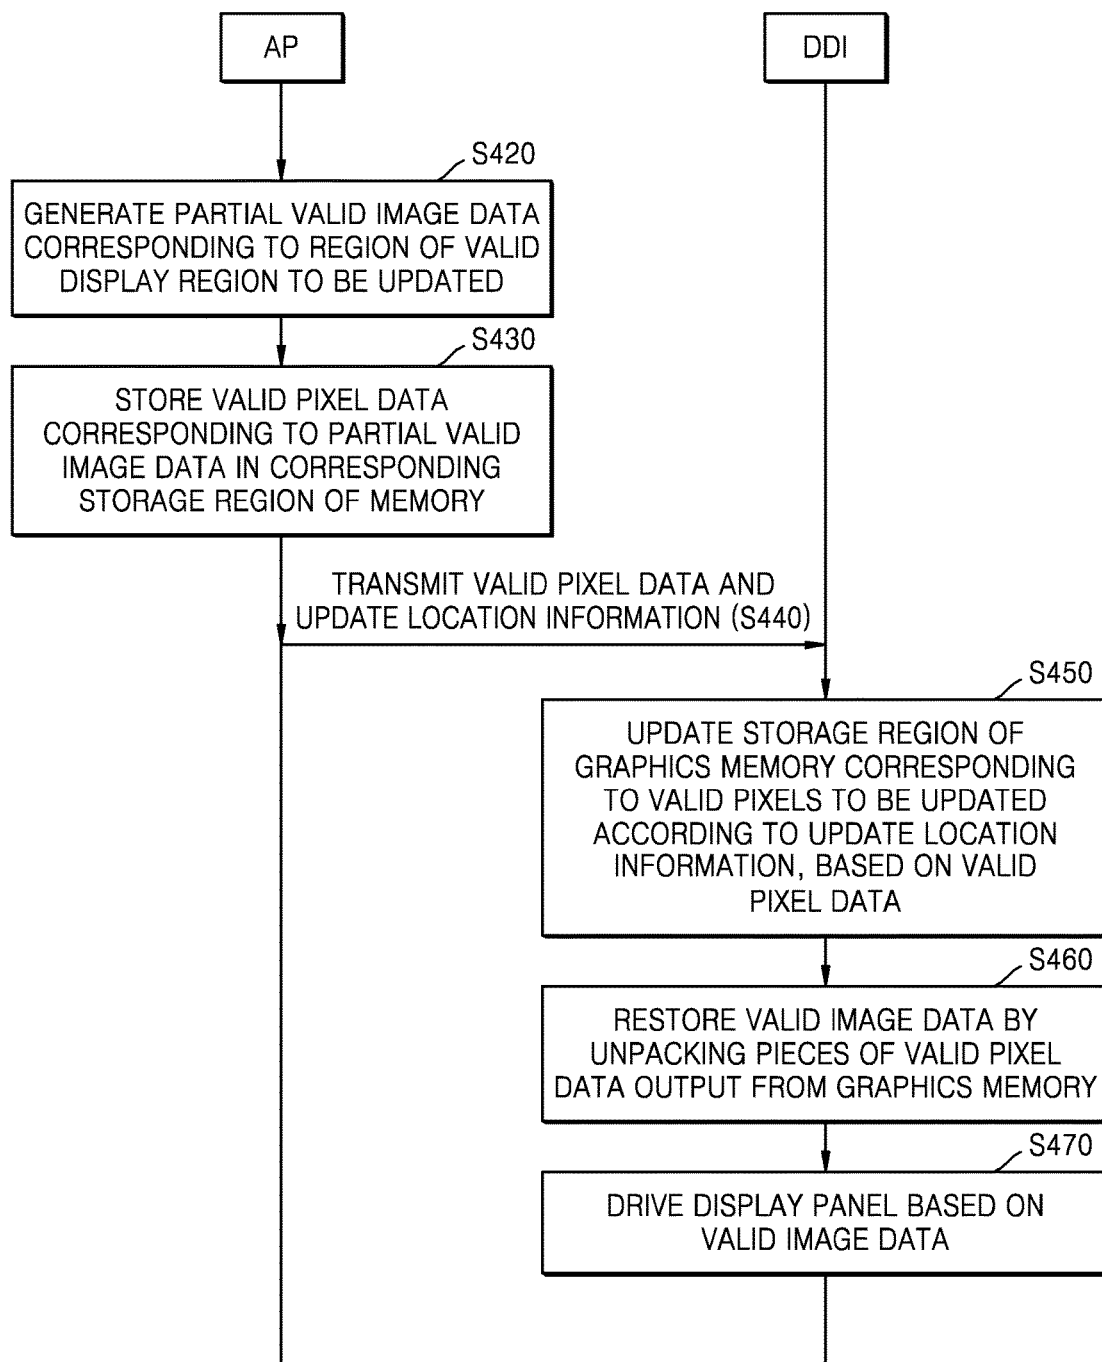 AP
DDI
S420
GENERATE PARTIAL VALID IMAGE DATA
CORRESPONDING TO REGION OF VALID
DISPLAY REGION TO BE UPDATED
S430
STORE VALID PIXEL DATA
CORRESPONDING TO PARTIAL VALID
IMAGE DATA IN CORRESPONDING
STORAGE REGION OF MEMORY
TRANSMIT VALID PIXEL DATA AND
UPDATE LOCATION INFORMATION (S440)
S450
UPDATE STORAGE REGION OF
GRAPHICS MEMORY CORRESPONDING
TO VALID PIXELS TO BE UPDATED
ACCORDING TO UPDATE LOCATION
INFORMATION, BASED ON VALID
PIXEL DATA
S460
RESTORE VALID IMAGE DATA BY
UNPACKING PIECES OF VALID PIXEL
DATA OUTPUT FROM GRAPHICS MEMORY
S470
DRIVE DISPLAY PANEL BASED ON
VALID IMAGE DATA